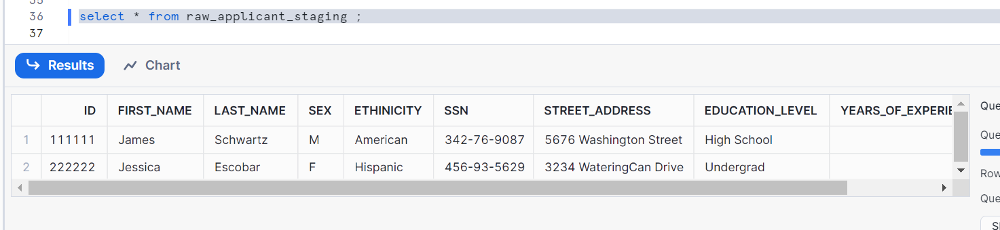 35
36 select * from raw_applicant_staging ;
37
Results Chart
ID FIRST_NAME LAST_NAME SEX ETHINICITY SSN STREET_ADDRESS EDUCATION_LEVEL YEARS_OF_EXPERIE Que
1 111111 James Schwartz M American 342-76-9087 5676 Washington Street High School Que
2 222222 Jessica Escobar F Hispanic 456-93-5629 3234 WateringCan Drive Undergrad Row
Que
S